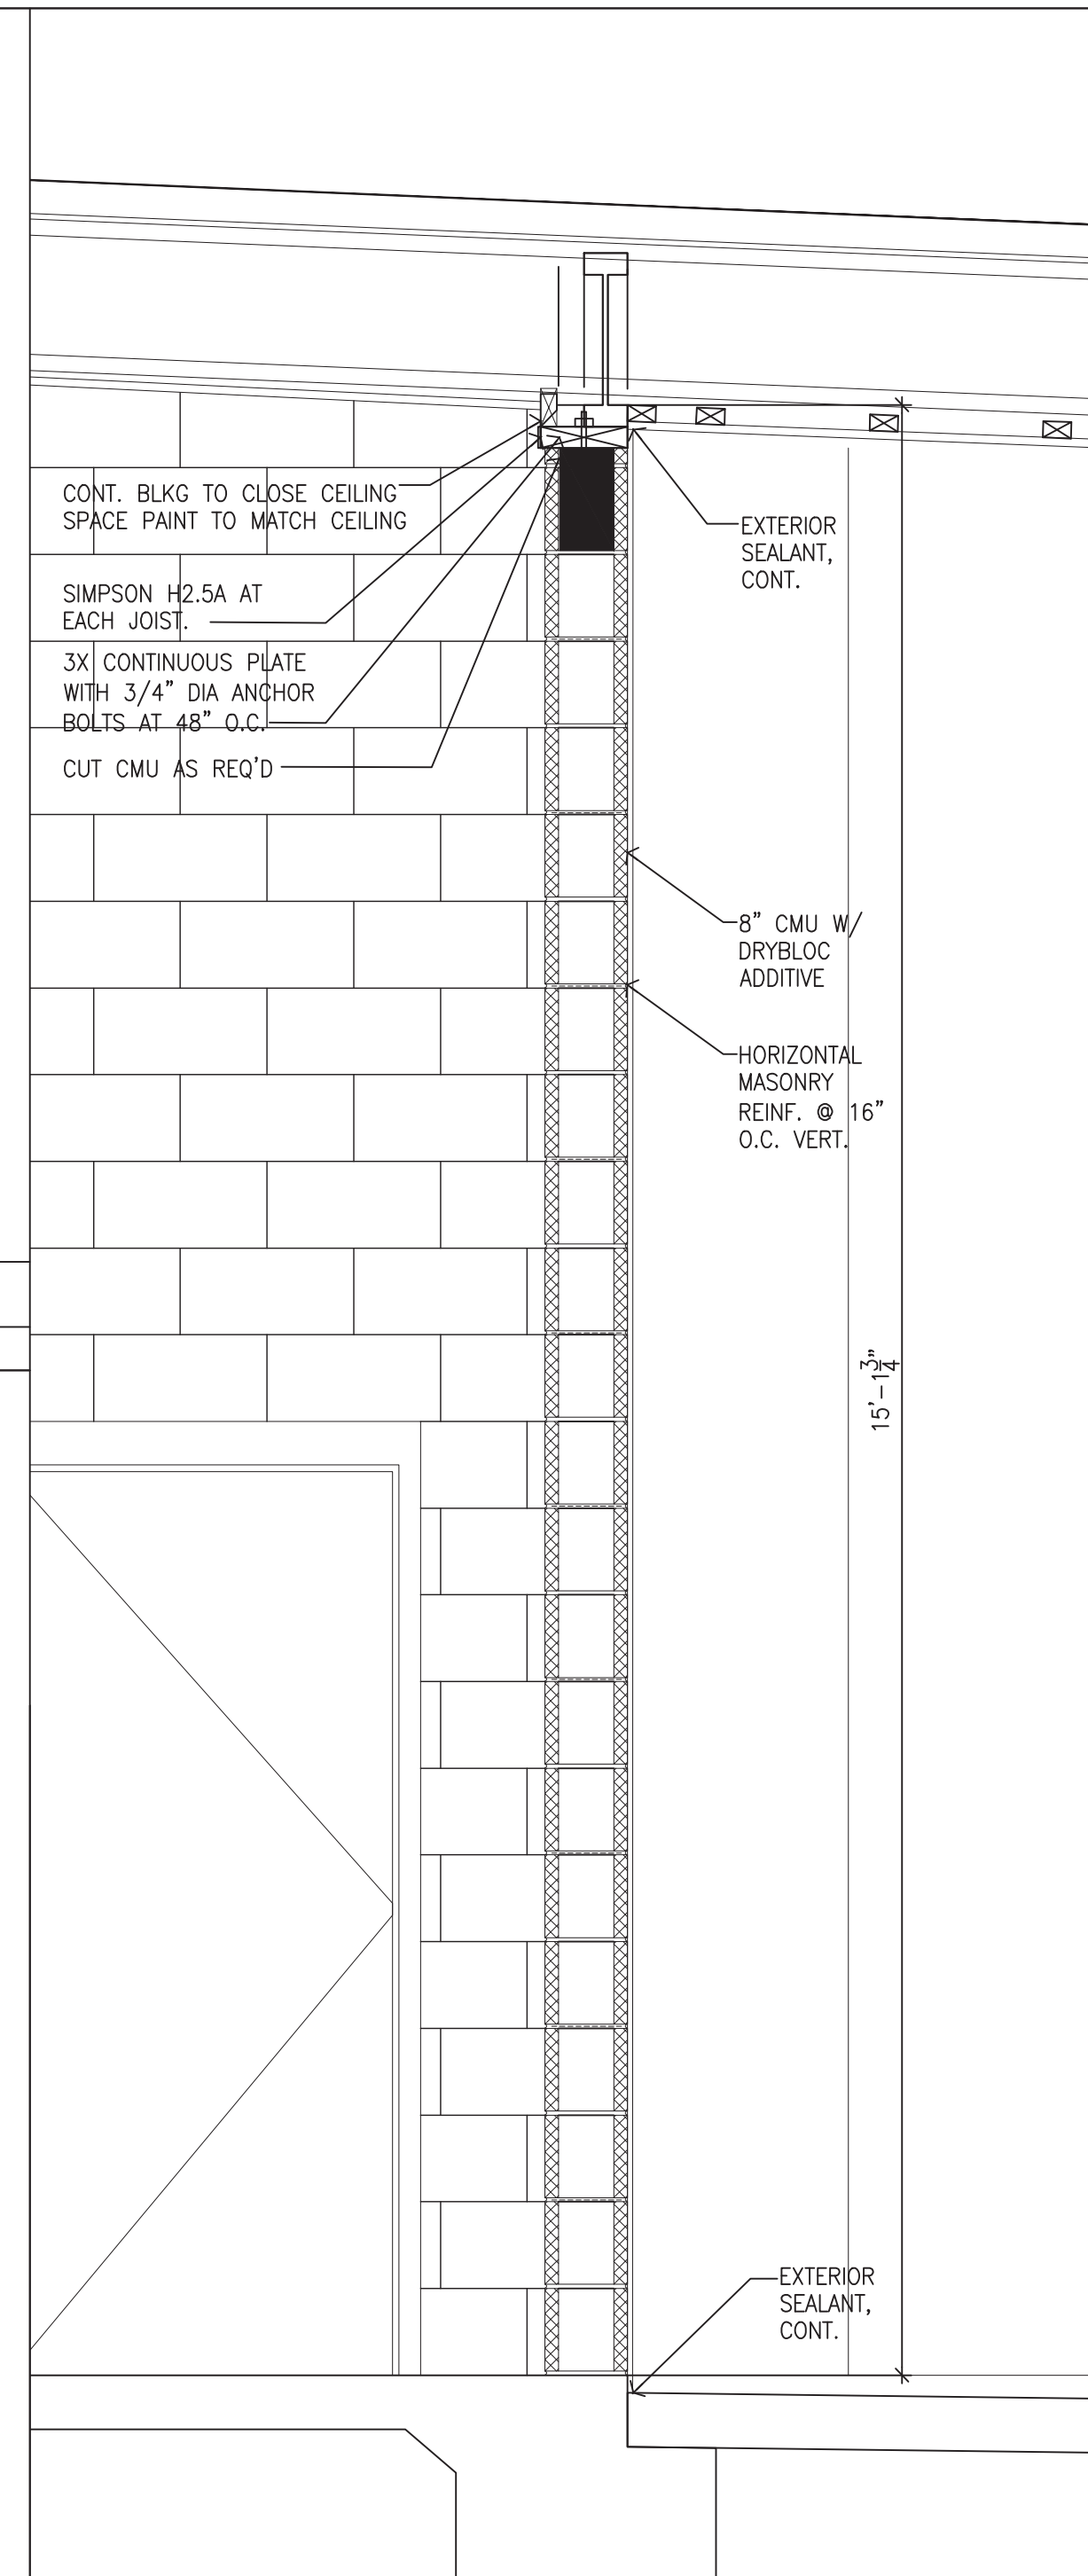 CONT. BLKG TO CLOSE CEILING
SPACE PAINT TO MATCH CEILING
EXTERIOR
SEALANT,
CONT.
SIMPSON H2.5A AT
EACH JOIST.
3X CONTINUOUS PLATE
WITH 3/4" DIA ANCHOR
BOLTS AT 48" O.C.
CUT CMU AS REQ'D
8" CMU W/
DRYBLOC
ADDITIVE
HORIZONTAL
MASONRY
REINF. @ 16"
O.C. VERT.
15'-1 3/4"
EXTERIOR
SEALANT,
CONT.